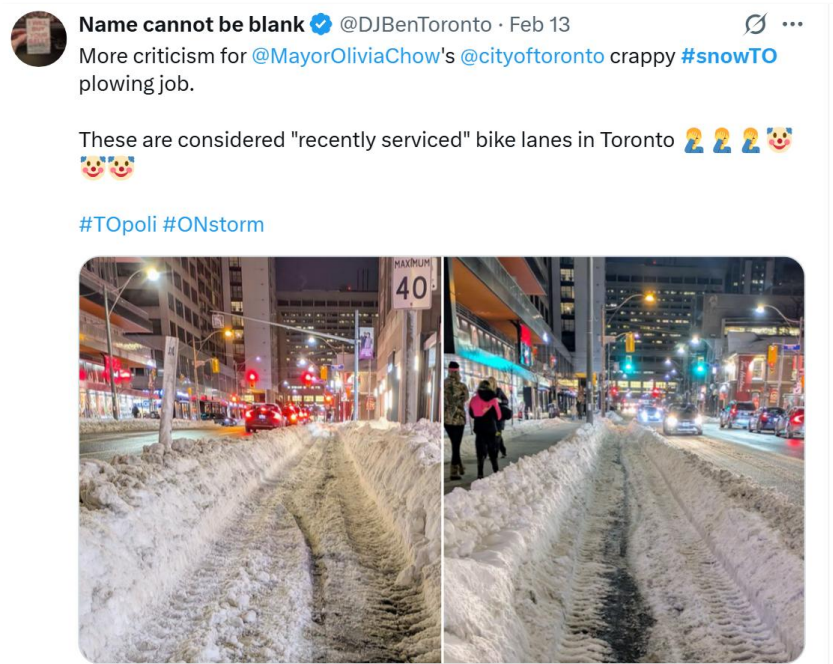 Name cannot be blank @DJBenToronto · Feb 13
More criticism for @MayorOliviaChow's @cityoftoronto crappy #snowTO
plowing job.
These are considered "recently serviced" bike lanes in Toronto 🤦‍♂️🤦‍♂️🤦‍♂️🤡
🤡🤡
#TOpoli #ONstorm
MAXIMUM
40